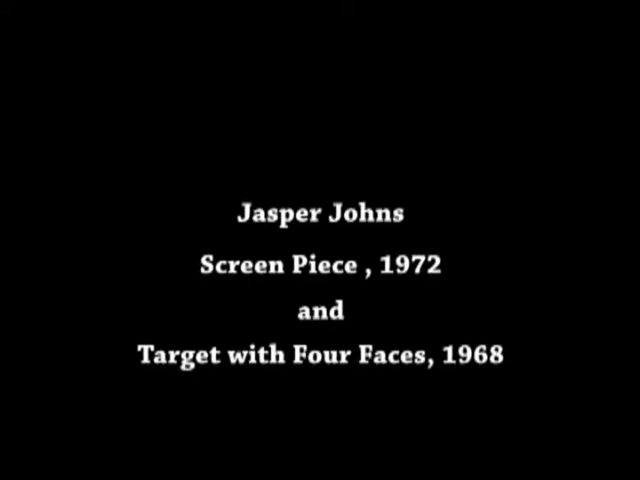 Jasper Johns
Screen Piece , 1972
and
Target with Four Faces, 1968